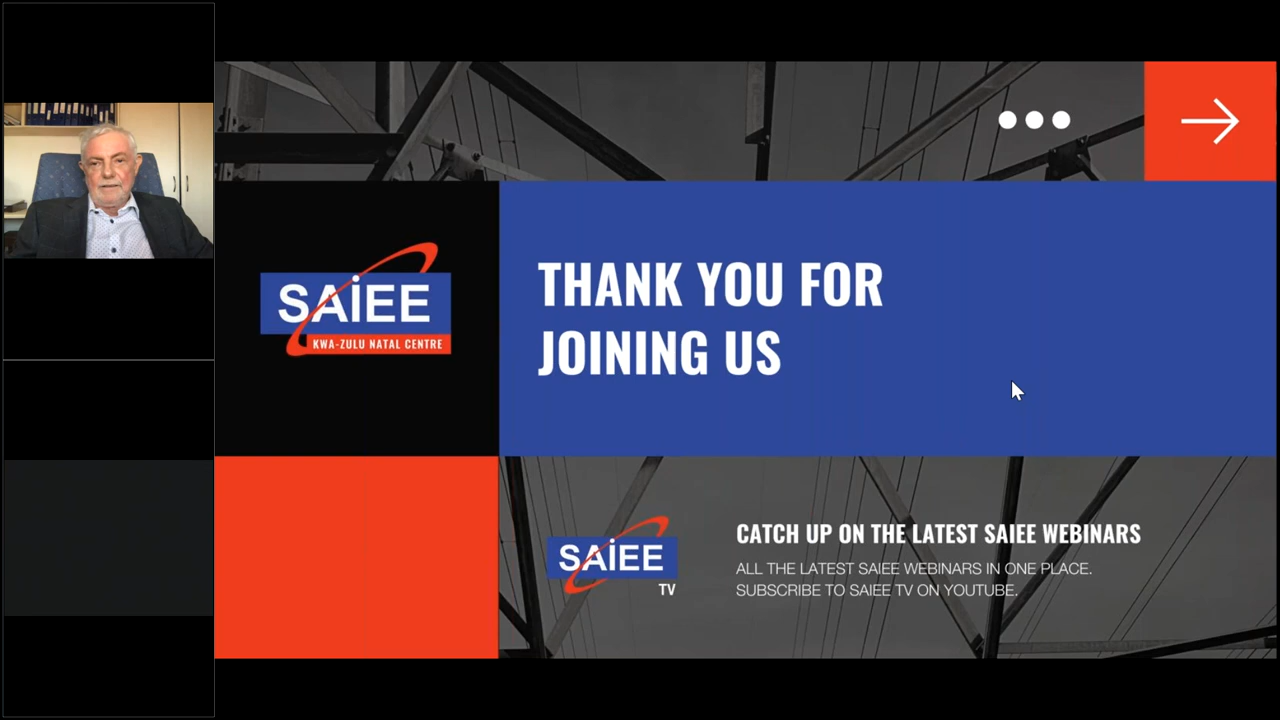 SAiEE
KWA-ZULU NATAL CENTRE
THANK YOU FOR
JOINING US
SAiEE
TV
CATCH UP ON THE LATEST SAIEE WEBINARS
ALL THE LATEST SAIEE WEBINARS IN ONE PLACE.
SUBSCRIBE TO SAIEE TV ON YOUTUBE.